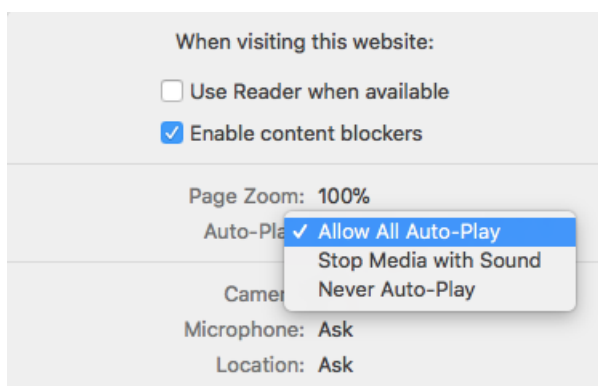 When visiting this website:
Use Reader when available
Enable content blockers
Page Zoom: 100%
Auto-Pla
Allow All Auto-Play
Stop Media with Sound
Never Auto-Play
Camer
Microphone: Ask
Location: Ask